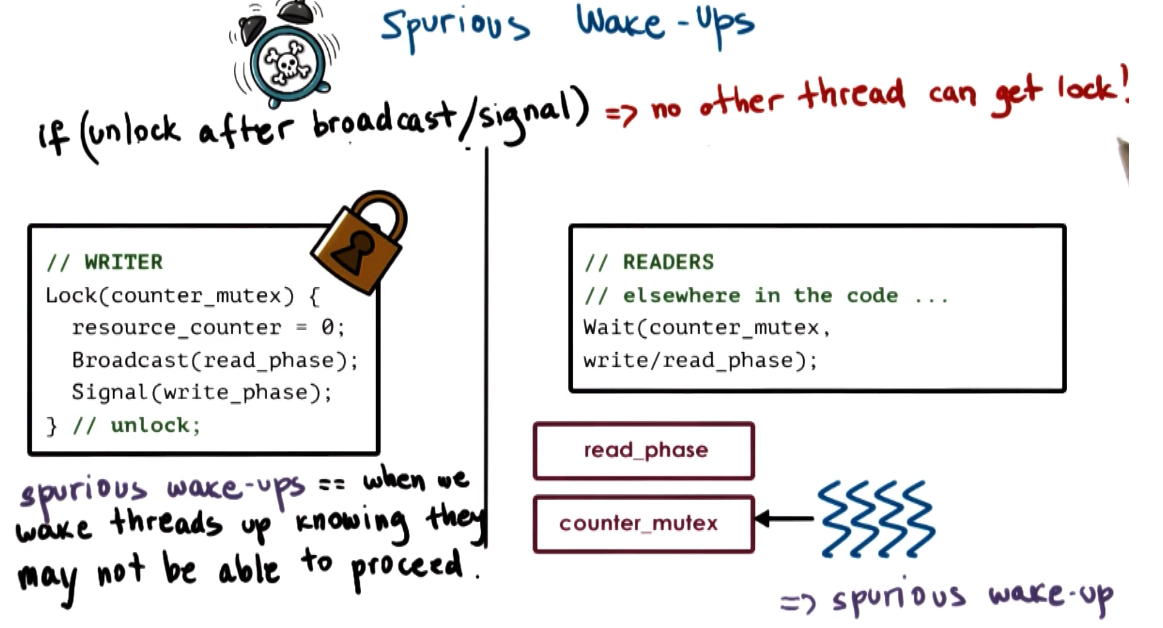 Spurious Wake-Ups
if (unlock after broadcast/signal) => no other thread can get lock!
// WRITER
Lock(counter_mutex) {
resource_counter = 0;
Broadcast(read_phase);
Signal(write_phase);
} // unlock;
spurious wake-ups == when we
wake threads up knowing they
may not be able to proceed.
// READERS
// elsewhere in the code ...
Wait(counter_mutex,
write/read_phase);
read_phase
counter_mutex
=> spurious wake-up